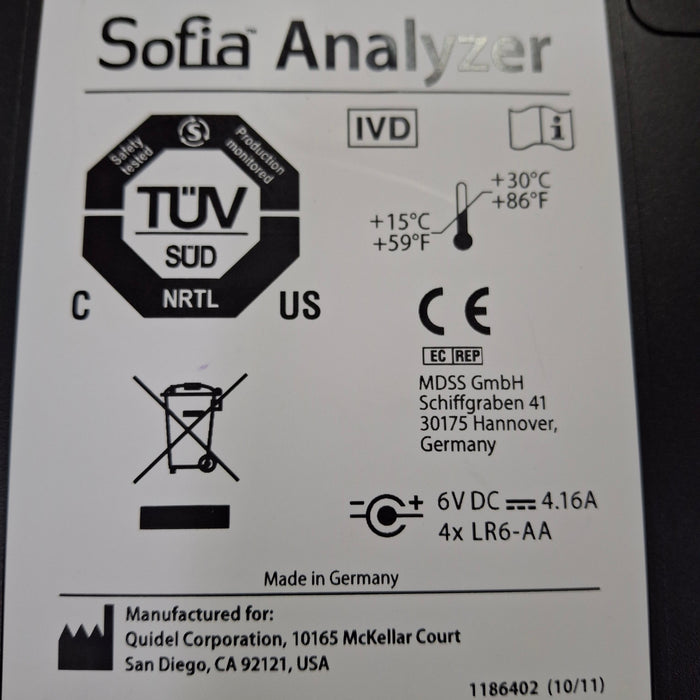 Sofia™ Analyzer
Safety tested
S
Production monitored
TÜV
SÜD
NRTL
C US
IVD
i
+30°C
+86°F
+15°C
+59°F
CE
EC REP
MDSS GmbH
Schiffgraben 41
30175 Hannover,
Germany
6V DC 4.16A
4x LR6-AA
Made in Germany
Manufactured for:
Quidel Corporation, 10165 McKellar Court
San Diego, CA 92121, USA
1186402 (10/11)